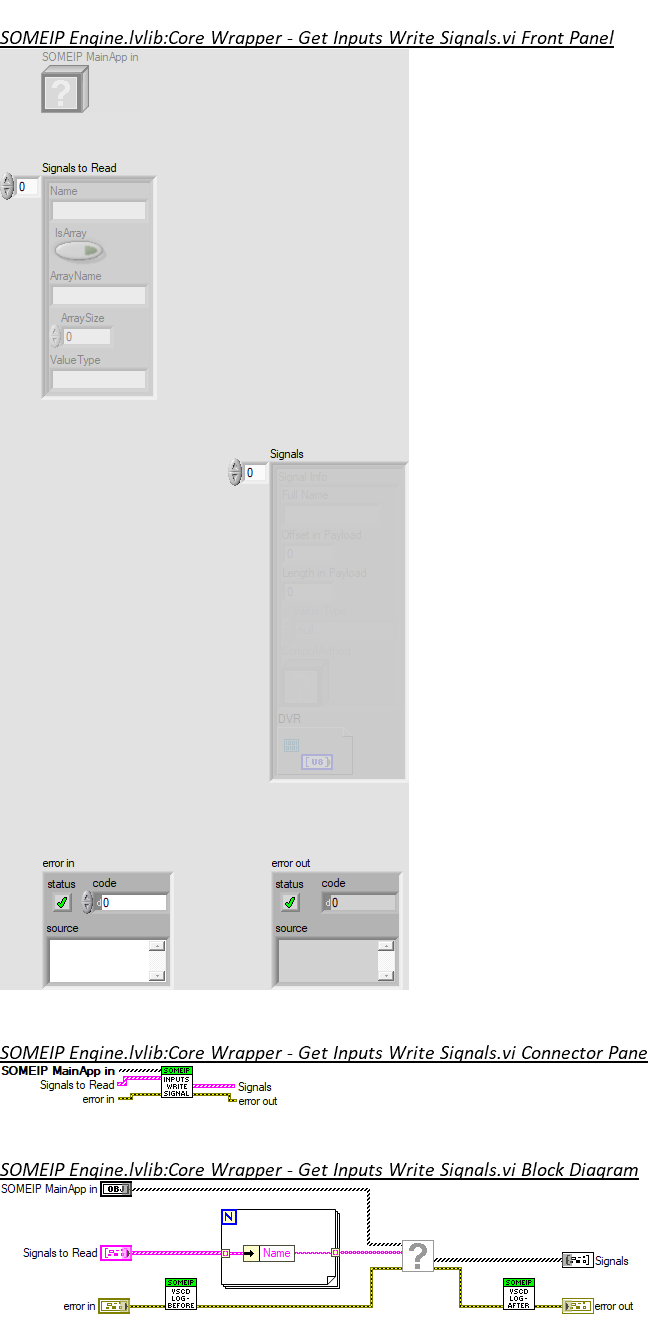 SOMEIP Engine.lvlib:Core Wrapper - Get Inputs Write Signals.vi Front Panel
SOMEIP MainApp in
?
Signals to Read
0
Name
IsArray
ArrayName
ArraySize
0
ValueType
Signals
0
Signal Info
Full Name
Offset in Payload
0
Length in Payload
0
DVR
[U8]
error in
status code
d0
source
error out
status code
d0
source
SOMEIP Engine.lvlib:Core Wrapper - Get Inputs Write Signals.vi Connector Pane
SOMEIP MainApp in
Signals to Read
error in
SOMEIP
INPUTS
WRITE
SIGNAL
Signals
error out
SOMEIP Engine.lvlib:Core Wrapper - Get Inputs Write Signals.vi Block Diagram
SOMEIP MainApp in OBJ
N
Signals to Read
Name
?
Signals
error in
SOMEIP
VSCD
LOG-
BEFORE
SOMEIP
VSCD
LOG-
AFTER
error out